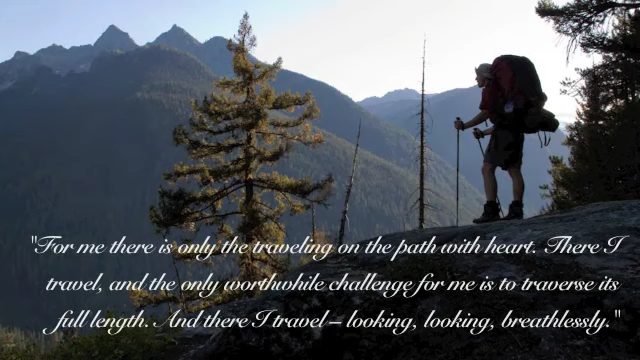 "For me there is only the traveling on the path with heart. There I
travel, and the only worthwhile challenge for me is to traverse its
full length. And there I travel – looking, looking, breathlessly."